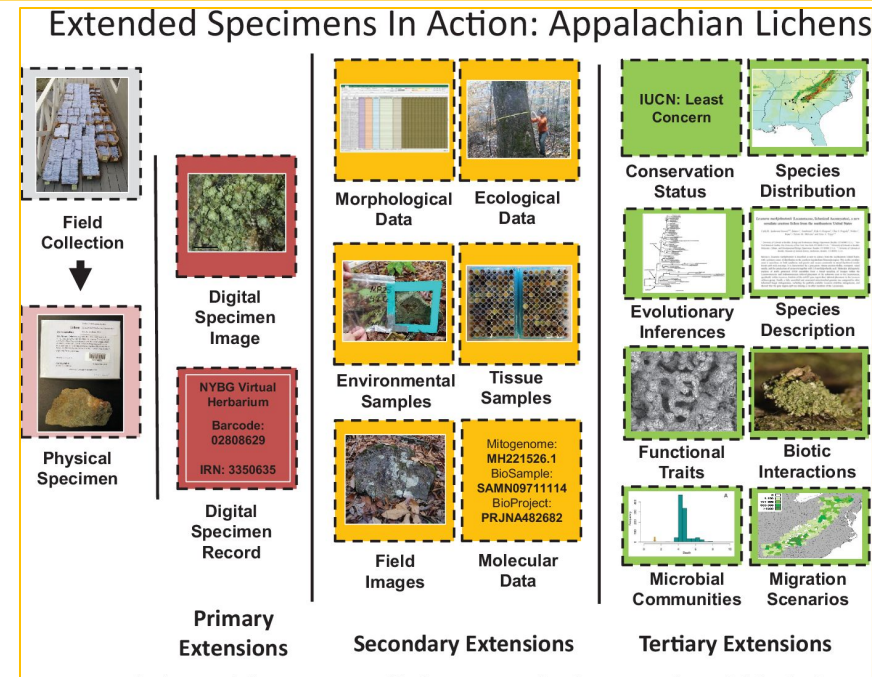 Extended Specimens In Action: Appalachian Lichens
Field
Collection
Physical
Specimen
Digital
Specimen
Image
NYBG Virtual
Herbarium
Barcode:
02808629
IRN: 3350635
Digital
Specimen
Record
Primary
Extensions
Morphological
Data
Ecological
Data
Environmental
Samples
Tissue
Samples
Field
Images
Mitogenome:
MH221526.1
BioSample:
SAMN09711114
BioProject:
PRJNA482682
Molecular
Data
Secondary Extensions
IUCN: Least
Concern
Conservation
Status
Species
Distribution
Evolutionary
Inferences
Species
Description
Functional
Traits
Biotic
Interactions
A
Microbial
Communities
Migration
Scenarios
Tertiary Extensions